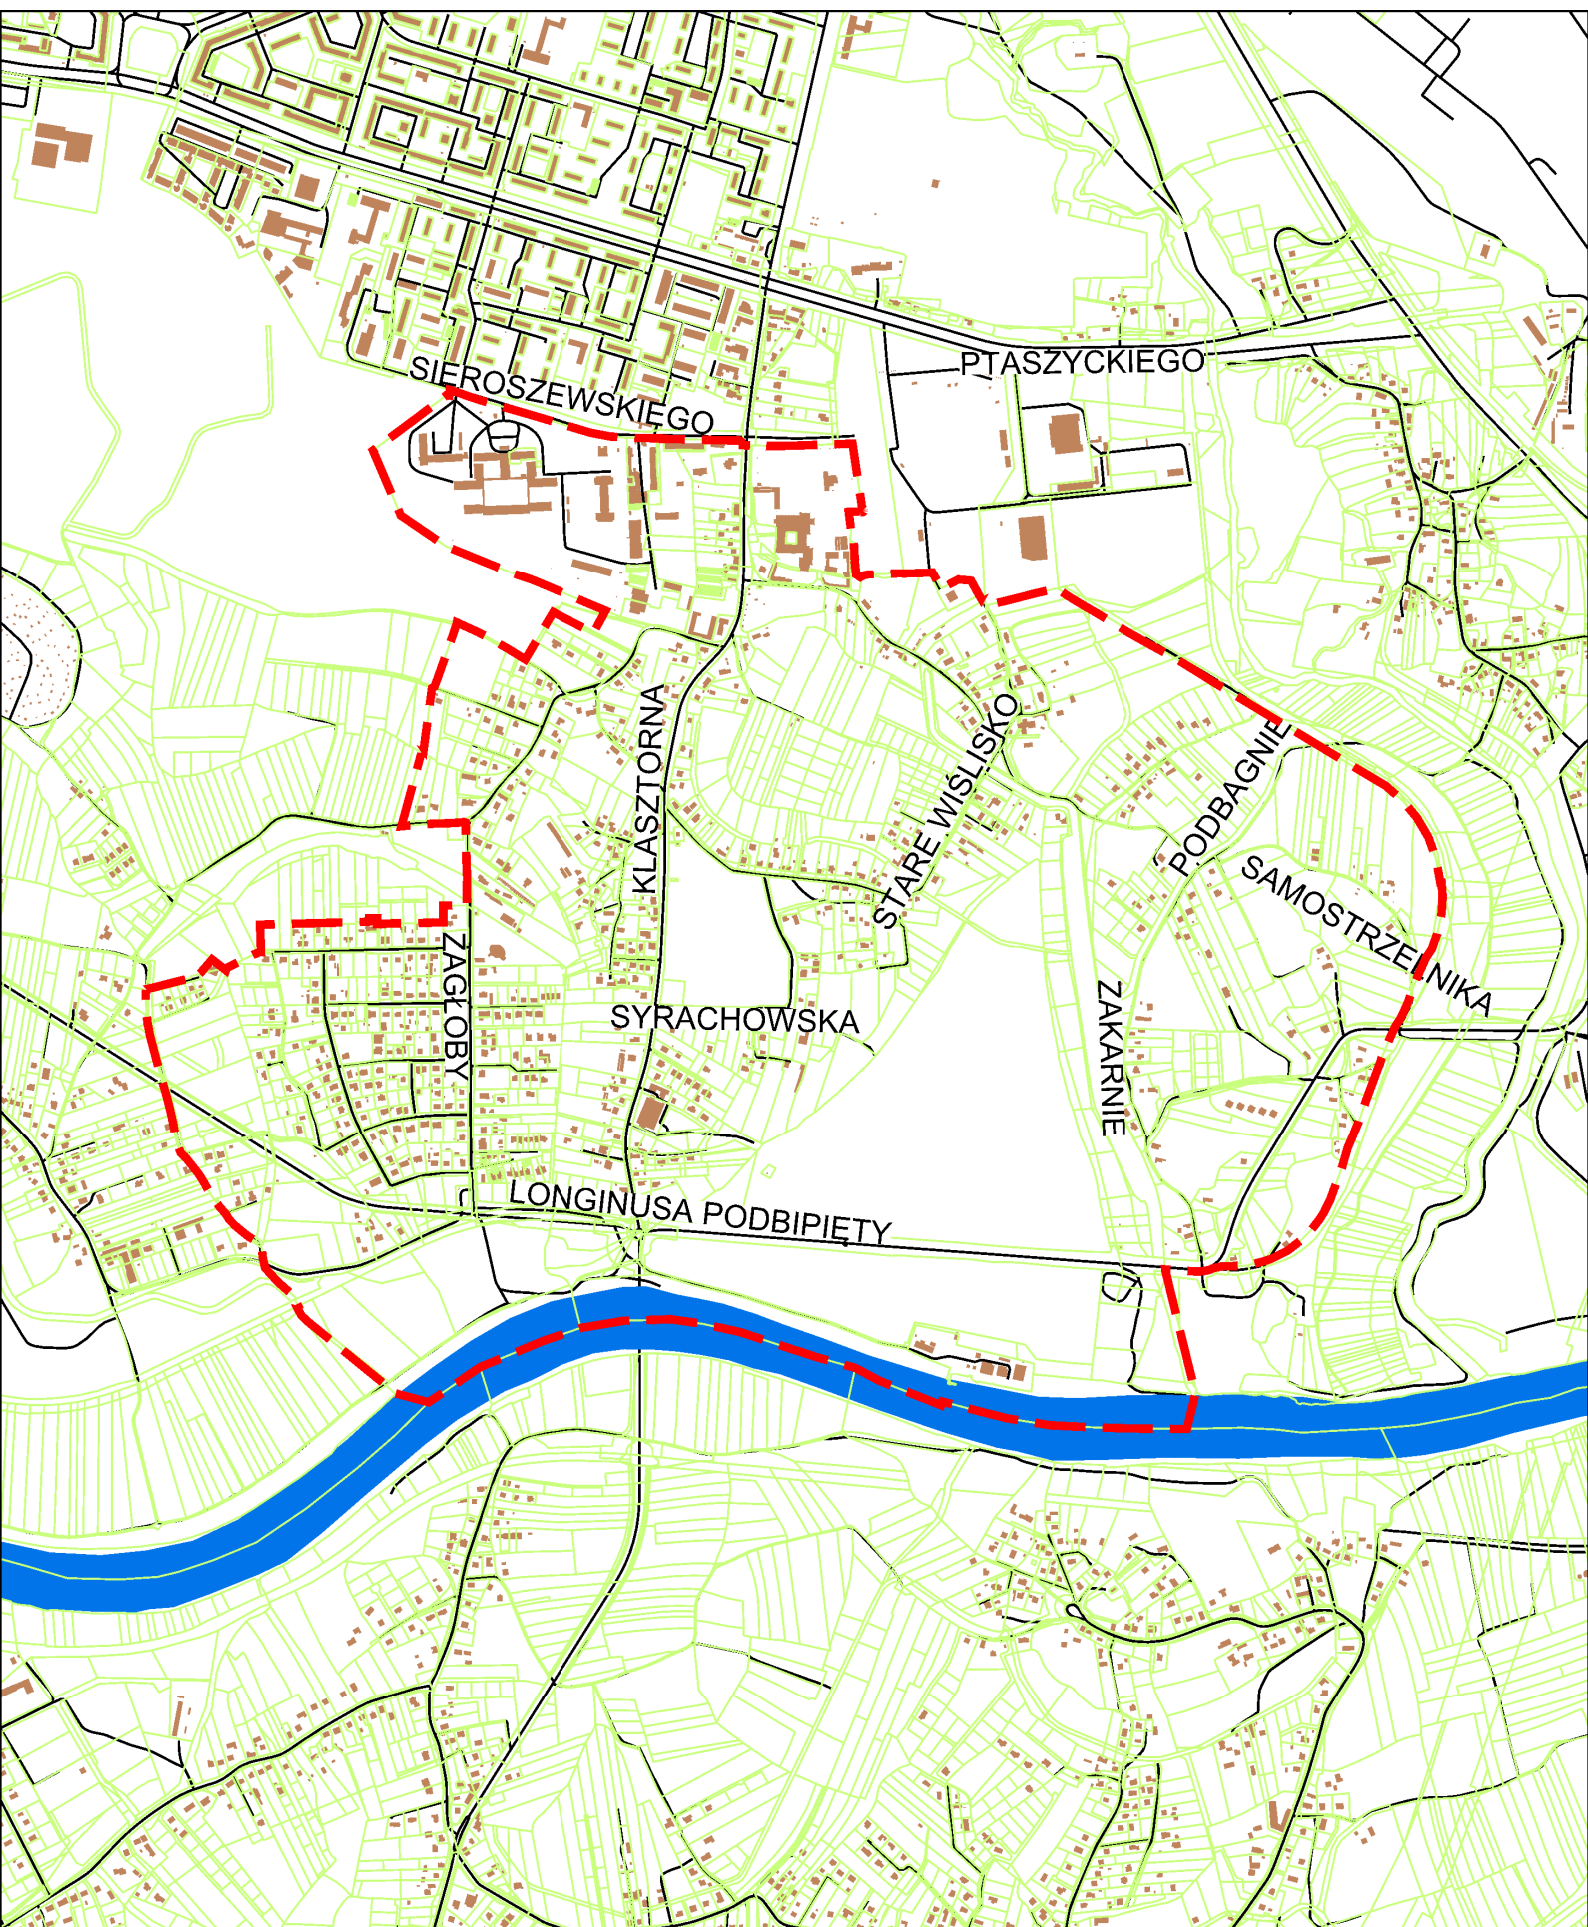 PTASZYCKIEGO
SIEROSZEWSKIEGO
KLASZTORNA
STARE WIŚLISKO
PODBAGNIE
SAMOSTRZELNIKA
ZAGŁOBY
SYRACHOWSKA
ZAKARNIE
LONGINUSA PODBIPIĘTY